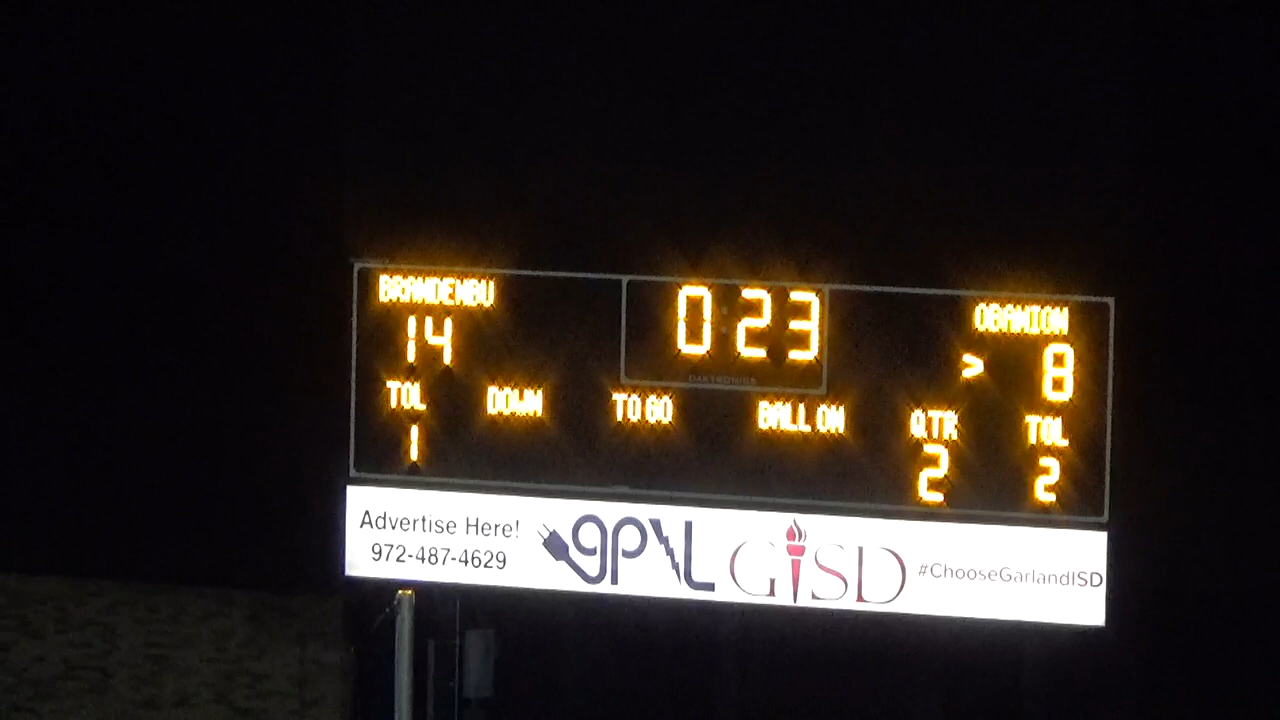 BRANDENBU
0:23
OBANION
14
> 8
DAKTRONICS
TOL DOWN TO GO BALL ON QTR TOL
1 2 2
Advertise Here!
972-487-4629
gpl
GISD
#ChooseGarlandISD